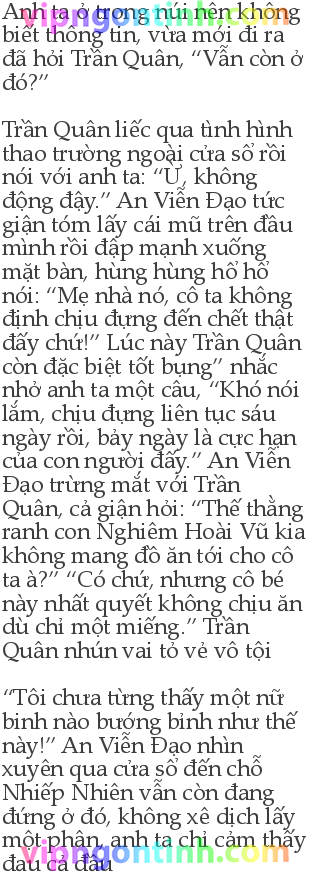 Anh ta ở trong núi nên không
vipngontinh.com
biết thông tin, vừa mới đi ra
đã hỏi Trần Quân, “Vẫn còn ở
đó?”
Trần Quân liếc qua tình hình
thao trường ngoài cửa sổ rồi
nói với anh ta: “Ừ, không
động đậy.” An Viễn Đạo tức
giận tóm lấy cái mũ trên đầu
mình rồi đập mạnh xuống
mặt bàn, hùng hùng hổ hổ
nói: “Mẹ nhà nó, cô ta không
định chịu đựng đến chết thật
đấy chứ!” Lúc này Trần Quân
còn đặc biệt tốt bụng” nhắc
nhở anh ta một câu, “Khó nói
lắm, chịu đựng liên tục sáu
ngày rồi, bảy ngày là cực hạn
của con người đấy.” An Viễn
Đạo trừng mắt với Trần
Quân, cả giận hỏi: “Thế thằng
ranh con Nghiêm Hoài Vũ kia
không mang đồ ăn tới cho cô
ta à?” “Có chứ, nhưng cô bé
này nhất quyết không chịu ăn
dù chỉ một miếng.” Trần
Quân nhún vai tỏ vẻ vô tội
“Tôi chưa từng thấy một nữ
binh nào bướng bỉnh như thế
này!” An Viễn Đạo nhìn
xuyên qua cửa sổ đến chỗ
Nhiếp Nhiên vẫn còn đang
đứng ở đó, không xê dịch lấy
một phân, anh ta chỉ cảm thấy
vipngontinh.com
đau cả đầu